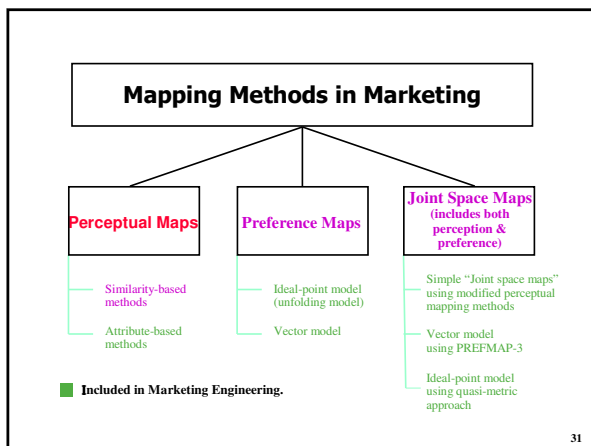 Mapping Methods in Marketing
Perceptual Maps
Similarity-based
methods
Attribute-based
methods
Preference Maps
Ideal-point model
(unfolding model)
Vector model
Joint Space Maps
(includes both
perception &
preference)
Simple “Joint space maps”
using modified perceptual
mapping methods
Vector model
using PREFMAP-3
Ideal-point model
using quasi-metric
approach
Included in Marketing Engineering.
31